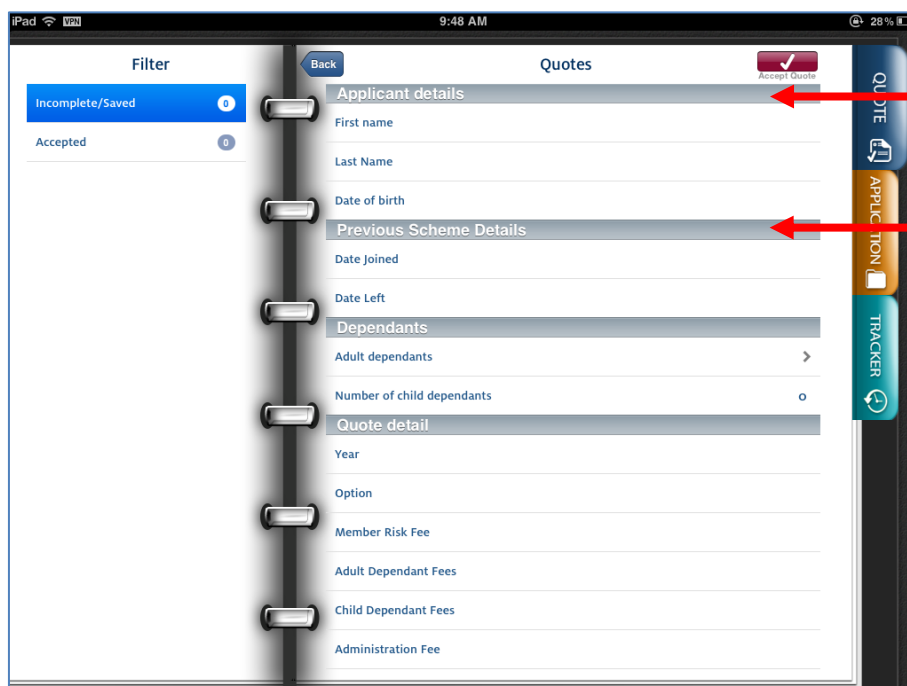 iPad VPN 9:48 AM 28%
Filter
Incomplete/Saved 0
Accepted 0
Back
Quotes
Accept Quote
Applicant details
First name
Last Name
Date of birth
Previous Scheme Details
Date Joined
Date Left
Dependants
Adult dependants
Number of child dependants 0
Quote detail
Year
Option
Member Risk Fee
Adult Dependant Fees
Child Dependant Fees
Administration Fee
QUOTE
APPLICATION
TRACKER